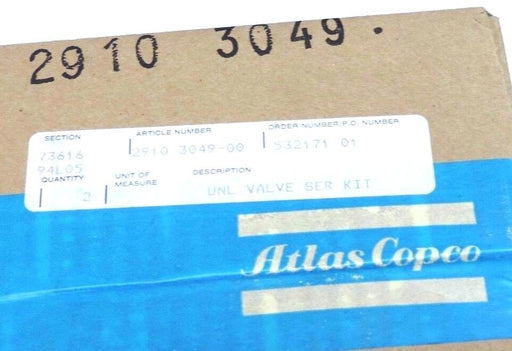 2910 3049.
SECTION ARTICLE NUMBER ORDER NUMBER/P.O. NUMBER
73616 2910 3049-00 532171 01
94L05
QUANTITY UNIT OF MEASURE DESCRIPTION
2 UNL VALVE SER KIT
Atlas Copco